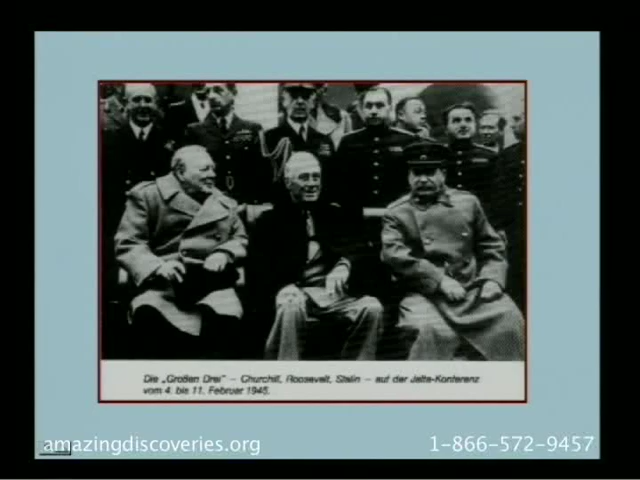 Die „Großen Drei" – Churchill, Roosevelt, Stalin – auf der Jalta-Konferenz
vom 4. bis 11. Februar 1945.
amazingdiscoveries.org
1-866-572-9457